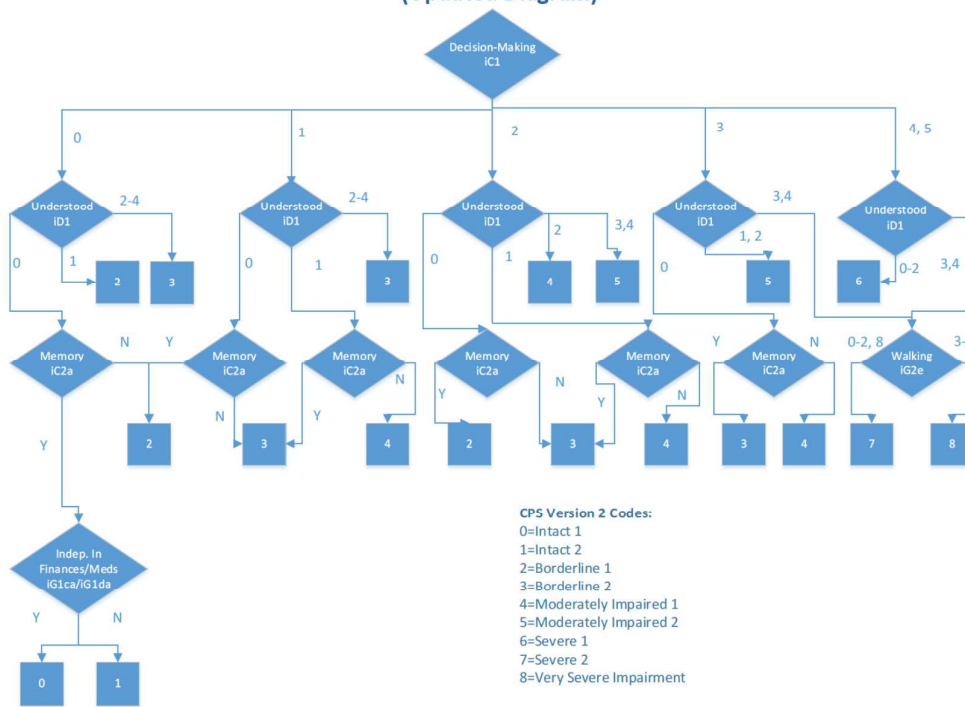 (Updated Diagram)
Decision-Making
iC1
0
1
2
3
4, 5
Understood
iD1
2-4
Understood
iD1
2-4
Understood
iD1
2
3,4
Understood
iD1
3,4
1, 2
Understood
iD1
0
1
0
1
0
1
0
0-2
3,4
2
3
3
4
5
5
6
Memory
iC2a
N
Y
Memory
iC2a
Memory
iC2a
N
Memory
iC2a
N
Memory
iC2a
Y
Memory
iC2a
N
0-2, 8
Walking
iG2e
N
Y
Y
Y
N
Y
2
3
4
2
3
4
3
4
7
8
Indep. In
Finances/Meds
iG1ca/iG1da
Y
N
0
1
CPS Version 2 Codes:
0=Intact 1
1=Intact 2
2=Borderline 1
3=Borderline 2
4=Moderately Impaired 1
5=Moderately Impaired 2
6=Severe 1
7=Severe 2
8=Very Severe Impairment